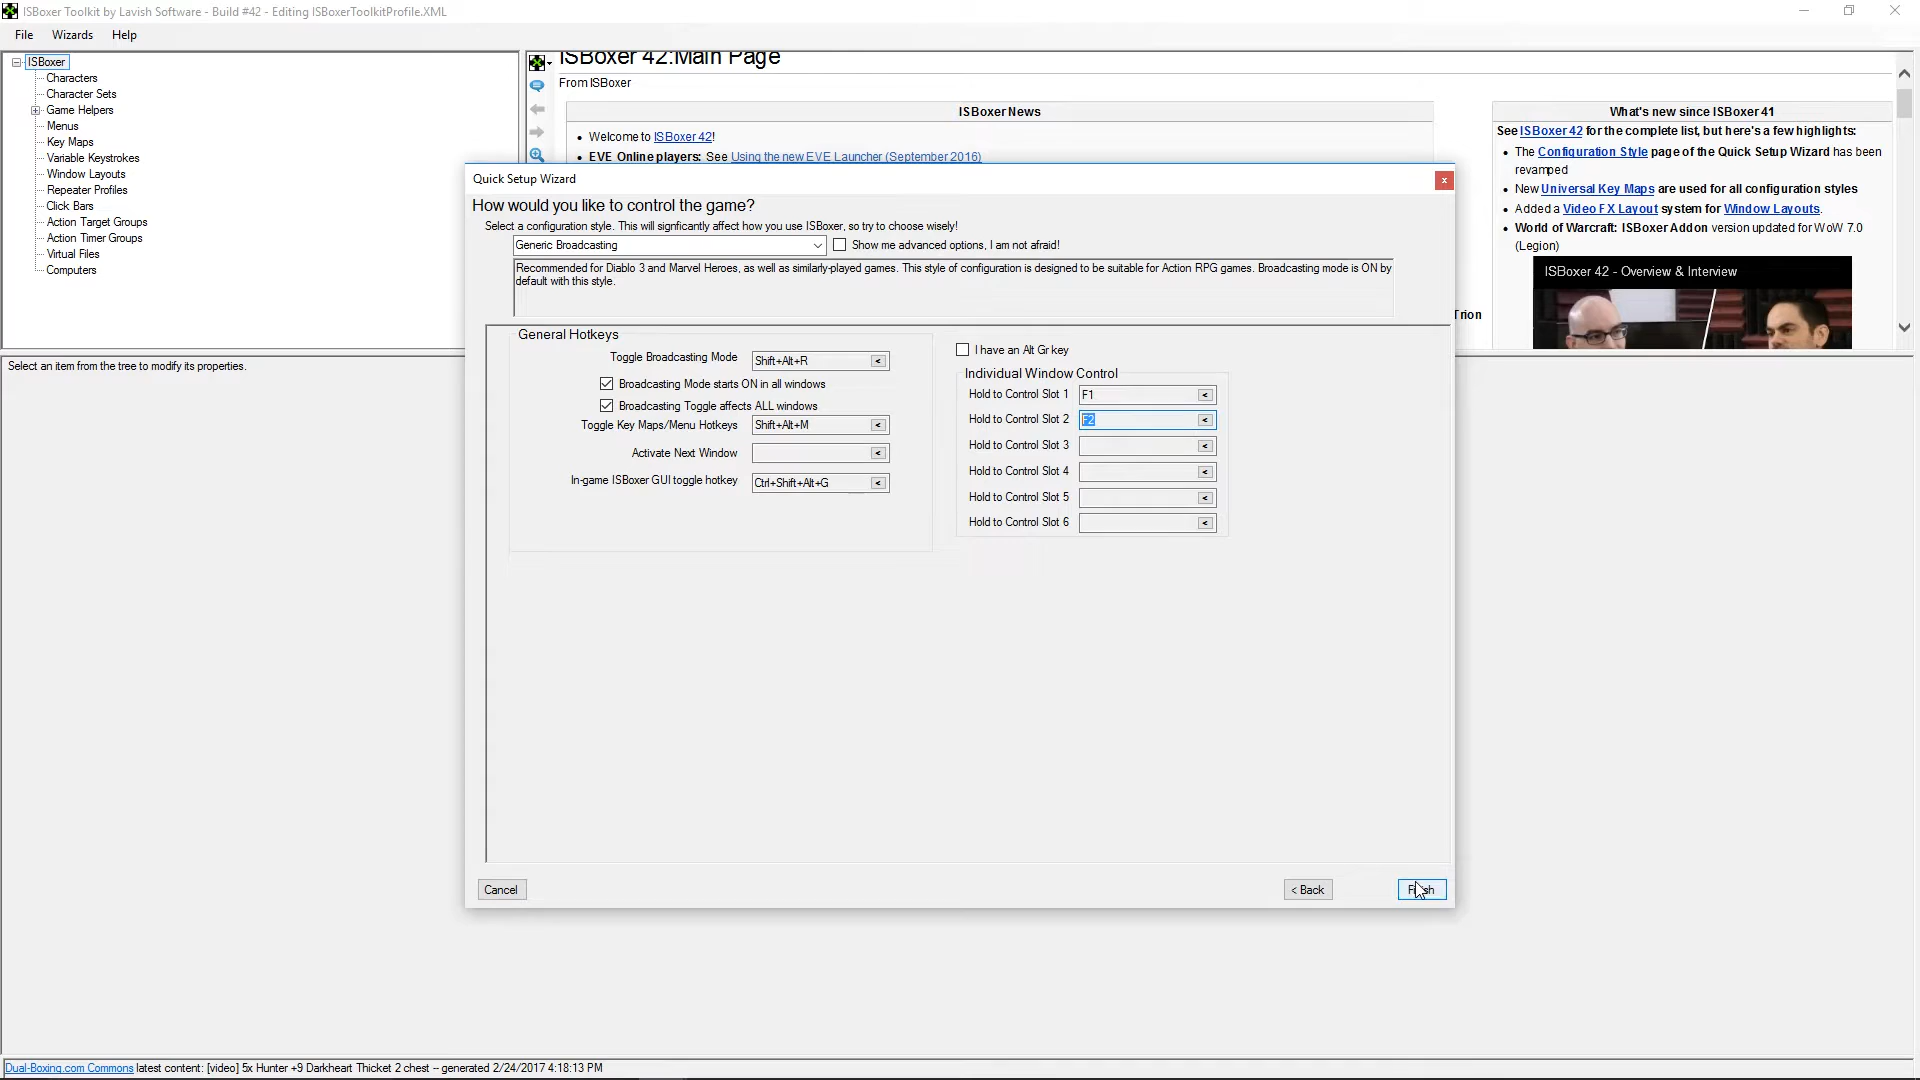 ISBoxer Toolkit by Lavish Software - Build #42 - Editing ISBoxerToolkitProfile.XML
File Wizards Help
ISBoxer
Characters
Character Sets
Game Helpers
Menus
Key Maps
Variable Keystrokes
Window Layouts
Repeater Profiles
Click Bars
Action Target Groups
Action Timer Groups
Virtual Files
Computers
ISBoxer 42:Main Page
From ISBoxer
ISBoxer News
Welcome to ISBoxer 42!
EVE Online players: See Using the new EVE Launcher (September 2016)
What's new since ISBoxer 41
See ISBoxer 42 for the complete list, but here's a few highlights:
The Configuration Style page of the Quick Setup Wizard has been
revamped
New Universal Key Maps are used for all configuration styles
Added a Video FX Layout system for Window Layouts.
World of Warcraft: ISBoxer Addon version updated for WoW 7.0
(Legion)
ISBoxer 42 - Overview & Interview
Trion
Select an item from the tree to modify its properties.
Quick Setup Wizard
x
How would you like to control the game?
Select a configuration style. This will signficantly affect how you use ISBoxer, so try to choose wisely!
Generic Broadcasting
Show me advanced options, I am not afraid!
Recommended for Diablo 3 and Marvel Heroes, as well as similarly-played games. This style of configuration is designed to be suitable for Action RPG games. Broadcasting mode is ON by
default with this style.
General Hotkeys
Toggle Broadcasting Mode Shift+Alt+R <
Broadcasting Mode starts ON in all windows
Broadcasting Toggle affects ALL windows
Toggle Key Maps/Menu Hotkeys Shift+Alt+M <
Activate Next Window <
In-game ISBoxer GUI toggle hotkey Ctrl+Shift+Alt+G <
I have an Alt Gr key
Individual Window Control
Hold to Control Slot 1 F1 <
Hold to Control Slot 2 F2 <
Hold to Control Slot 3 <
Hold to Control Slot 4 <
Hold to Control Slot 5 <
Hold to Control Slot 6 <
Cancel
< Back
Finish
Dual-Boxing.com Commons latest content: [video] 5x Hunter +9 Darkheart Thicket 2 chest -- generated 2/24/2017 4:18:13 PM